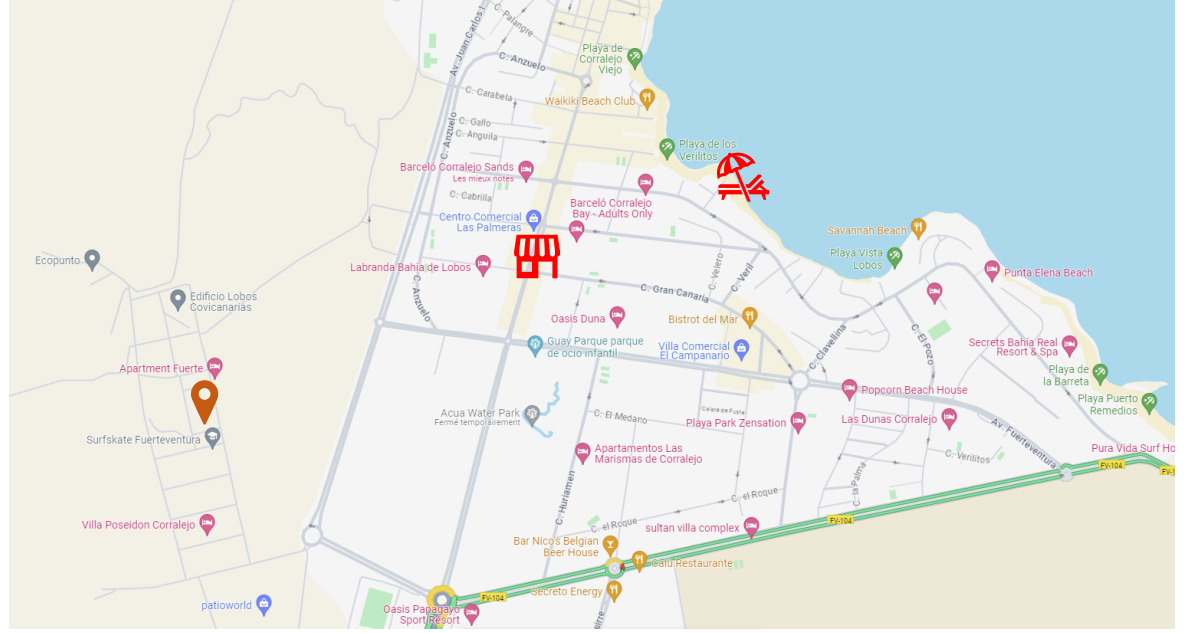 C. Palangre
Av. Juan Carlos I
Playa de
Corralejo
Viejo
C. Anzuelo
C. Carabela
Waikiki Beach Club
C. Gallo
C. Anguila
C. Anzuelo
Playa de los
Verilitos
Barceló Corralejo Sands
Les mieux notés
C. Cabrilla
Barceló Corralejo
Bay - Adults Only
Centro Comercial
Las Palmeras
Savannah Beach
Ecopunto
Labranda Bahía de Lobos
Playa Vista
Lobos
C. Velero
C. Veril
Punta Elena Beach
C. Anzuelo
C. Gran Canaria
Edificio Lobos
Covicanarias
Oasis Duna
Bistrot del Mar
C. Clavellina
C. El Pozo
Guay Parque parque
de ocio infantil
Villa Comercial
El Campanario
Secrets Bahía Real
Resort & Spa
Apartment Fuerte
Playa de
la Barreta
Popcorn Beach House
Playa Puerto
Remedios
Acua Water Park
Fermé temporairement
C. El Medano
Playa Park Zensation
Las Dunas Corralejo
Surfskate Fuerteventura
Av. Fuerteventura
Apartamentos Las
Marismas de Corralejo
C. Verilitos
Pura Vida Surf Ho
FV-104
FV-1
C. la Palma
C. Huriamen
C. el Roque
Villa Poseidon Corralejo
C. el Roque
sultan villa complex
FV-104
Bar Nico's Belgian
Beer House
Calu Restaurante
Secreto Energy
FV-104
patioworld
Oasis Papagayo
Sport Resort